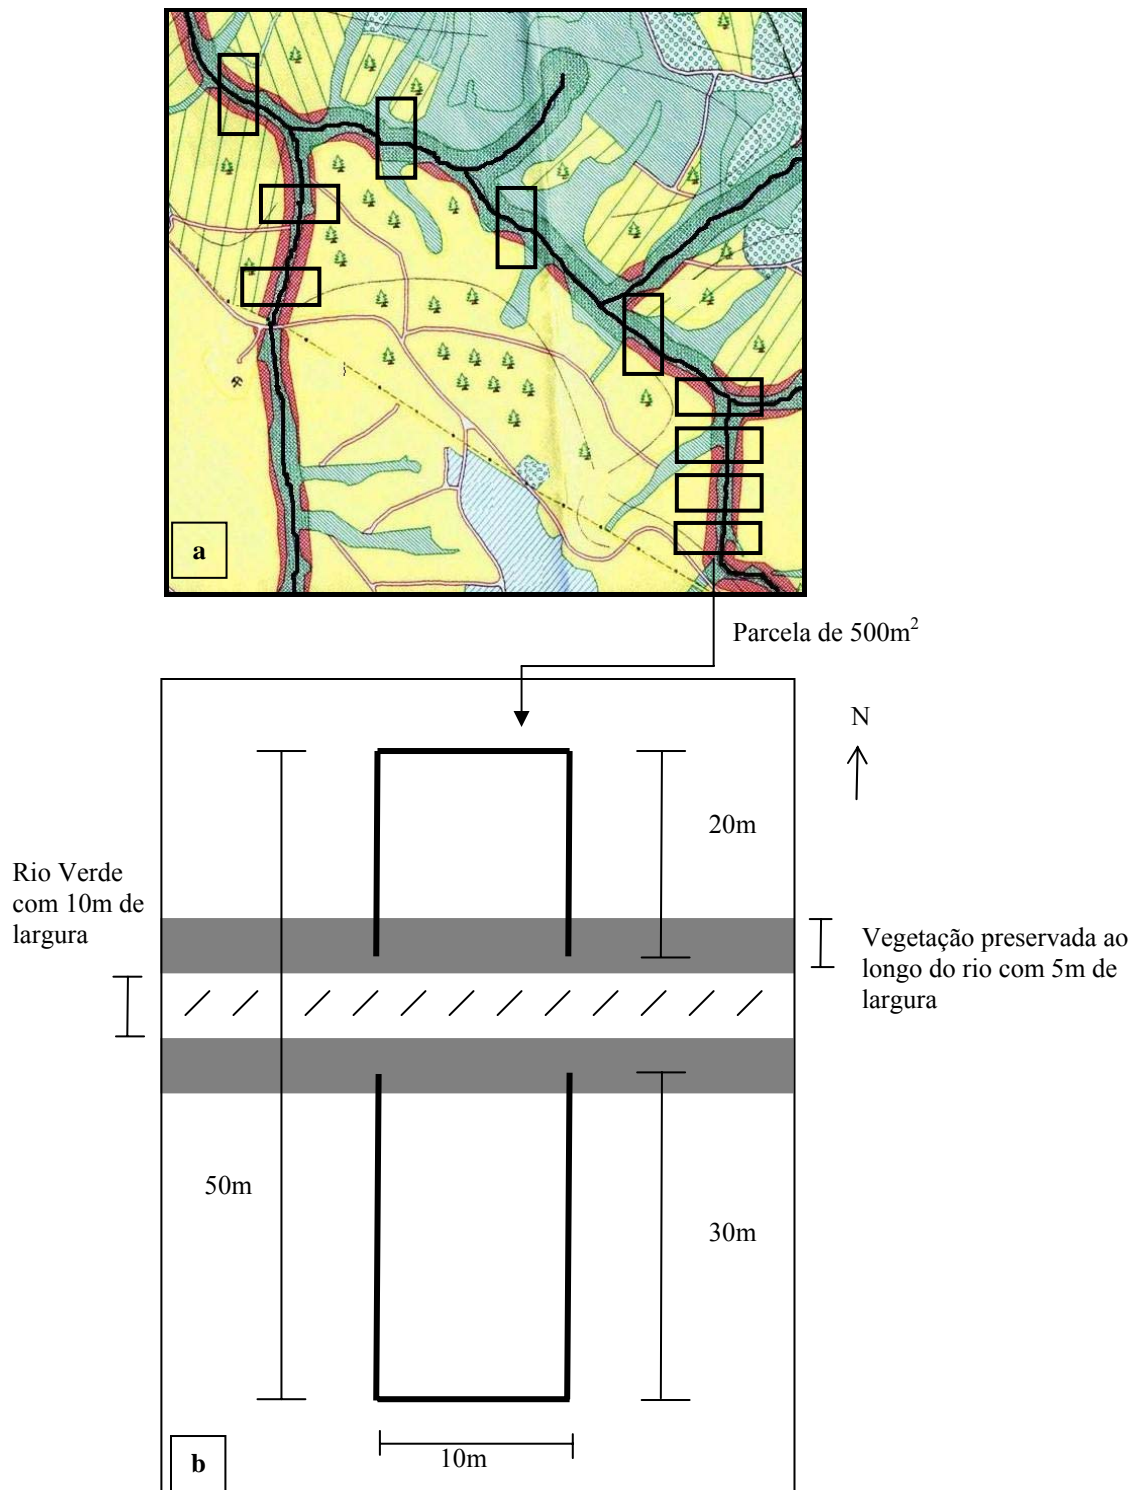 a
Parcela de 500m²
N
20m
Rio Verde
com 10m de
largura
Vegetação preservada ao
longo do rio com 5m de
largura
50m
30m
10m
b